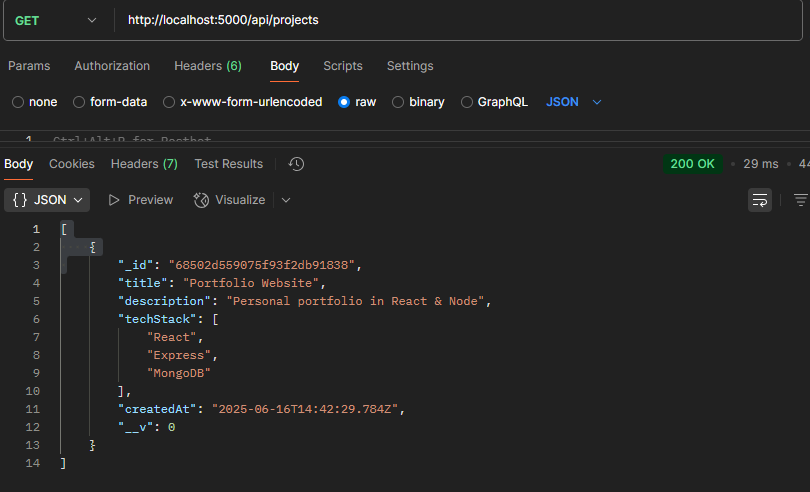 GET http://localhost:5000/api/projects
Params Authorization Headers (6) Body Scripts Settings
none form-data x-www-form-urlencoded raw binary GraphQL JSON
1 Ctrl+Alt+P for Postbot
Body Cookies Headers (7) Test Results 200 OK • 29 ms • 44
{} JSON Preview Visualize
1 [
2 {
3 "_id": "68502d559075f93f2db91838",
4 "title": "Portfolio Website",
5 "description": "Personal portfolio in React & Node",
6 "techStack": [
7 "React",
8 "Express",
9 "MongoDB"
10 ],
11 "createdAt": "2025-06-16T14:42:29.784Z",
12 "__v": 0
13 }
14 ]